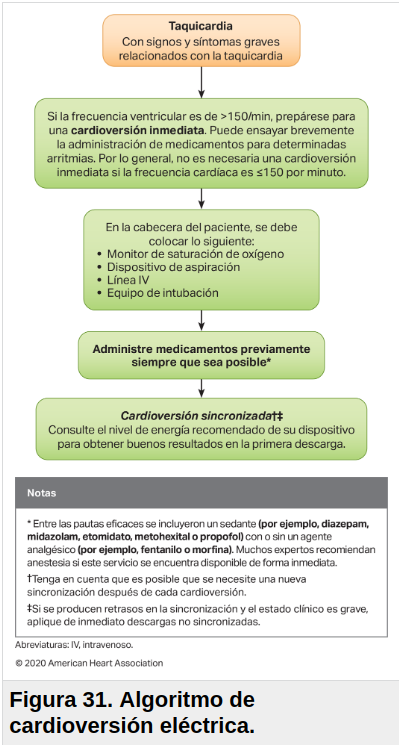 Taquicardia
Con signos y síntomas graves
relacionados con la taquicardia
Si la frecuencia ventricular es de >150/min, prepárese para
una cardioversión inmediata. Puede ensayar brevemente
la administración de medicamentos para determinadas
arritmias. Por lo general, no es necesaria una cardioversión
inmediata si la frecuencia cardíaca es ≤150 por minuto.
En la cabecera del paciente, se debe
colocar lo siguiente:
• Monitor de saturación de oxígeno
• Dispositivo de aspiración
• Línea IV
• Equipo de intubación
Administre medicamentos previamente
siempre que sea posible*
Cardioversión sincronizada†‡
Consulte el nivel de energía recomendado de su dispositivo
para obtener buenos resultados en la primera descarga.
Notas
* Entre las pautas eficaces se incluyeron un sedante (por ejemplo, diazepam,
midazolam, etomidato, metohexital o propofol) con o sin un agente
analgésico (por ejemplo, fentanilo o morfina). Muchos expertos recomiendan
anestesia si este servicio se encuentra disponible de forma inmediata.
†Tenga en cuenta que es posible que se necesite una nueva
sincronización después de cada cardioversión.
‡Si se producen retrasos en la sincronización y el estado clínico es grave,
aplique de inmediato descargas no sincronizadas.
Abreviaturas: IV, intravenoso.
© 2020 American Heart Association
Figura 31. Algoritmo de
cardioversión eléctrica.